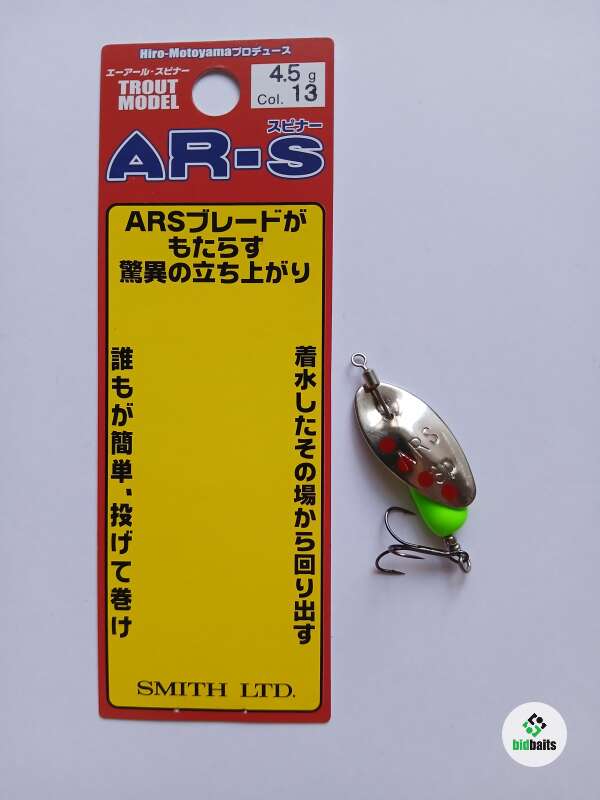 Hiro-Motoyamaプロデュース
エーアール・スピナー
TROUT
MODEL
4.5 g
Col. 13
スピナー
AR-S
ARSブレードが
もたらす
驚異の立ち上がり
着水したその場から回り出す
誰もが簡単、投げて巻け
SMITH LTD.
ARS
bidbaits